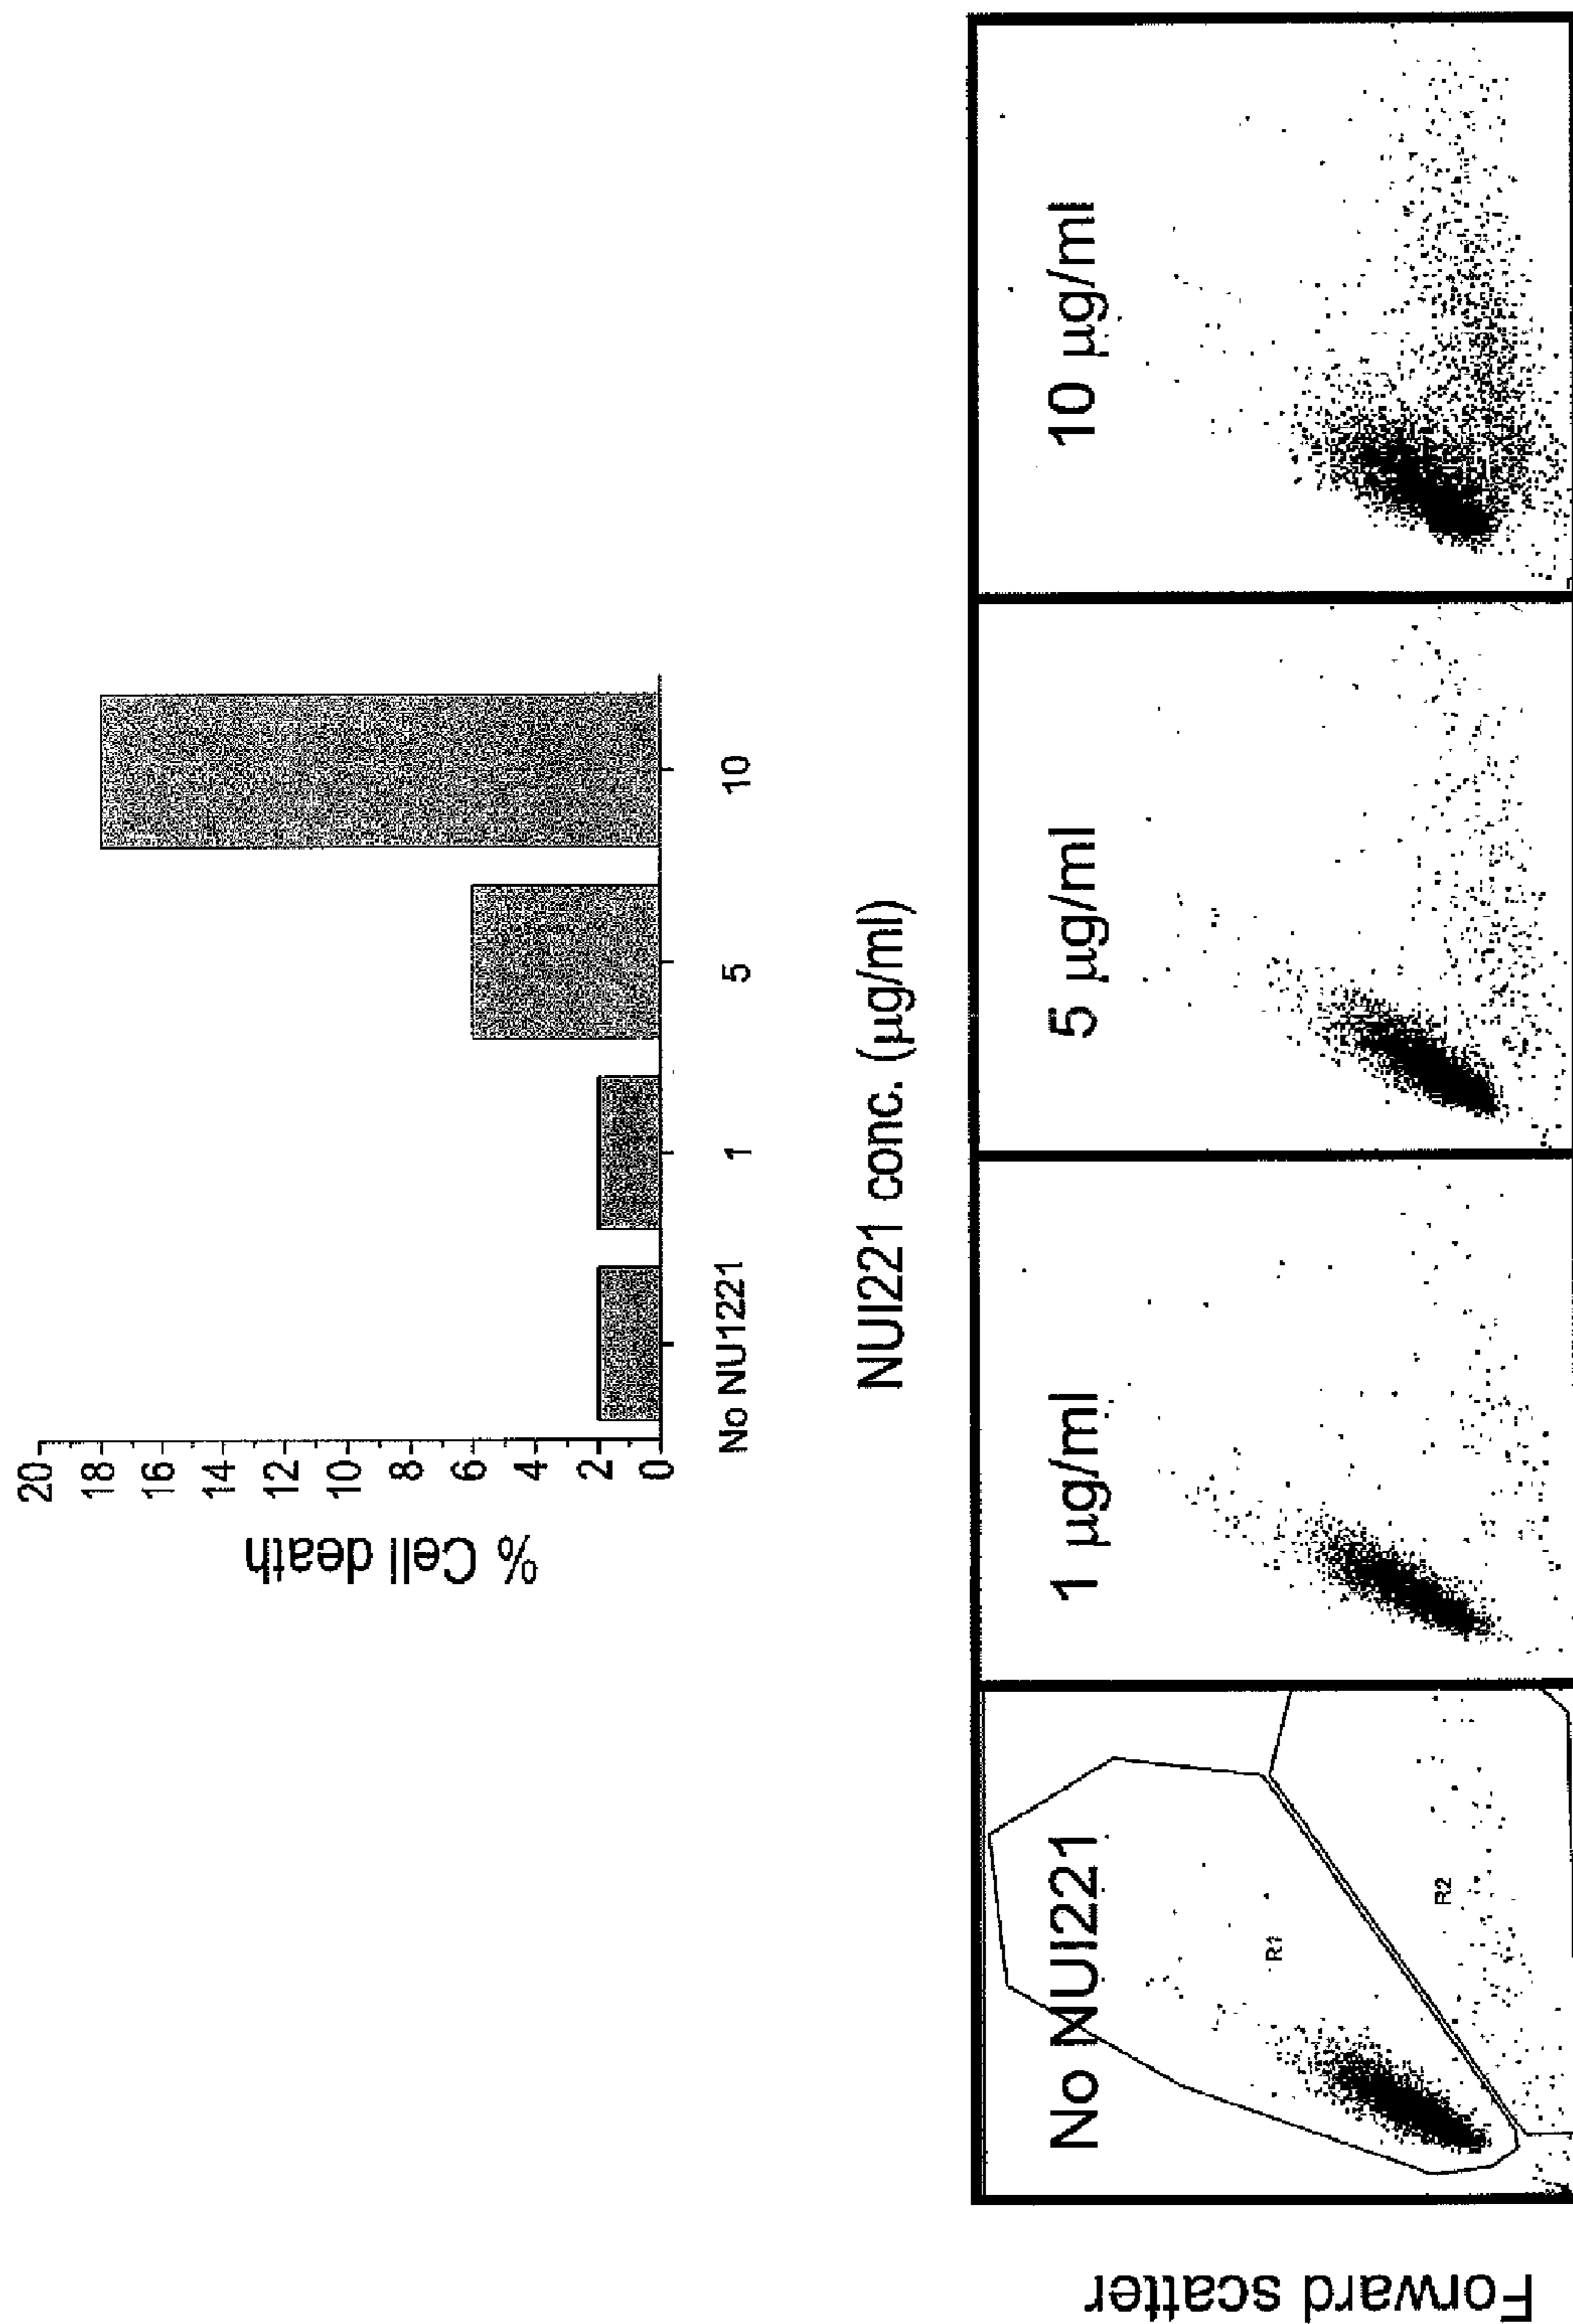 % Cell death
20
18
16
14
12
10
8
6
4
2
0
No NU1221
1
5
10
NUI221 conc. (µg/ml)
Forward scatter
No NUI221
1 µg/ml
5 µg/ml
10 µg/ml
R1
R2